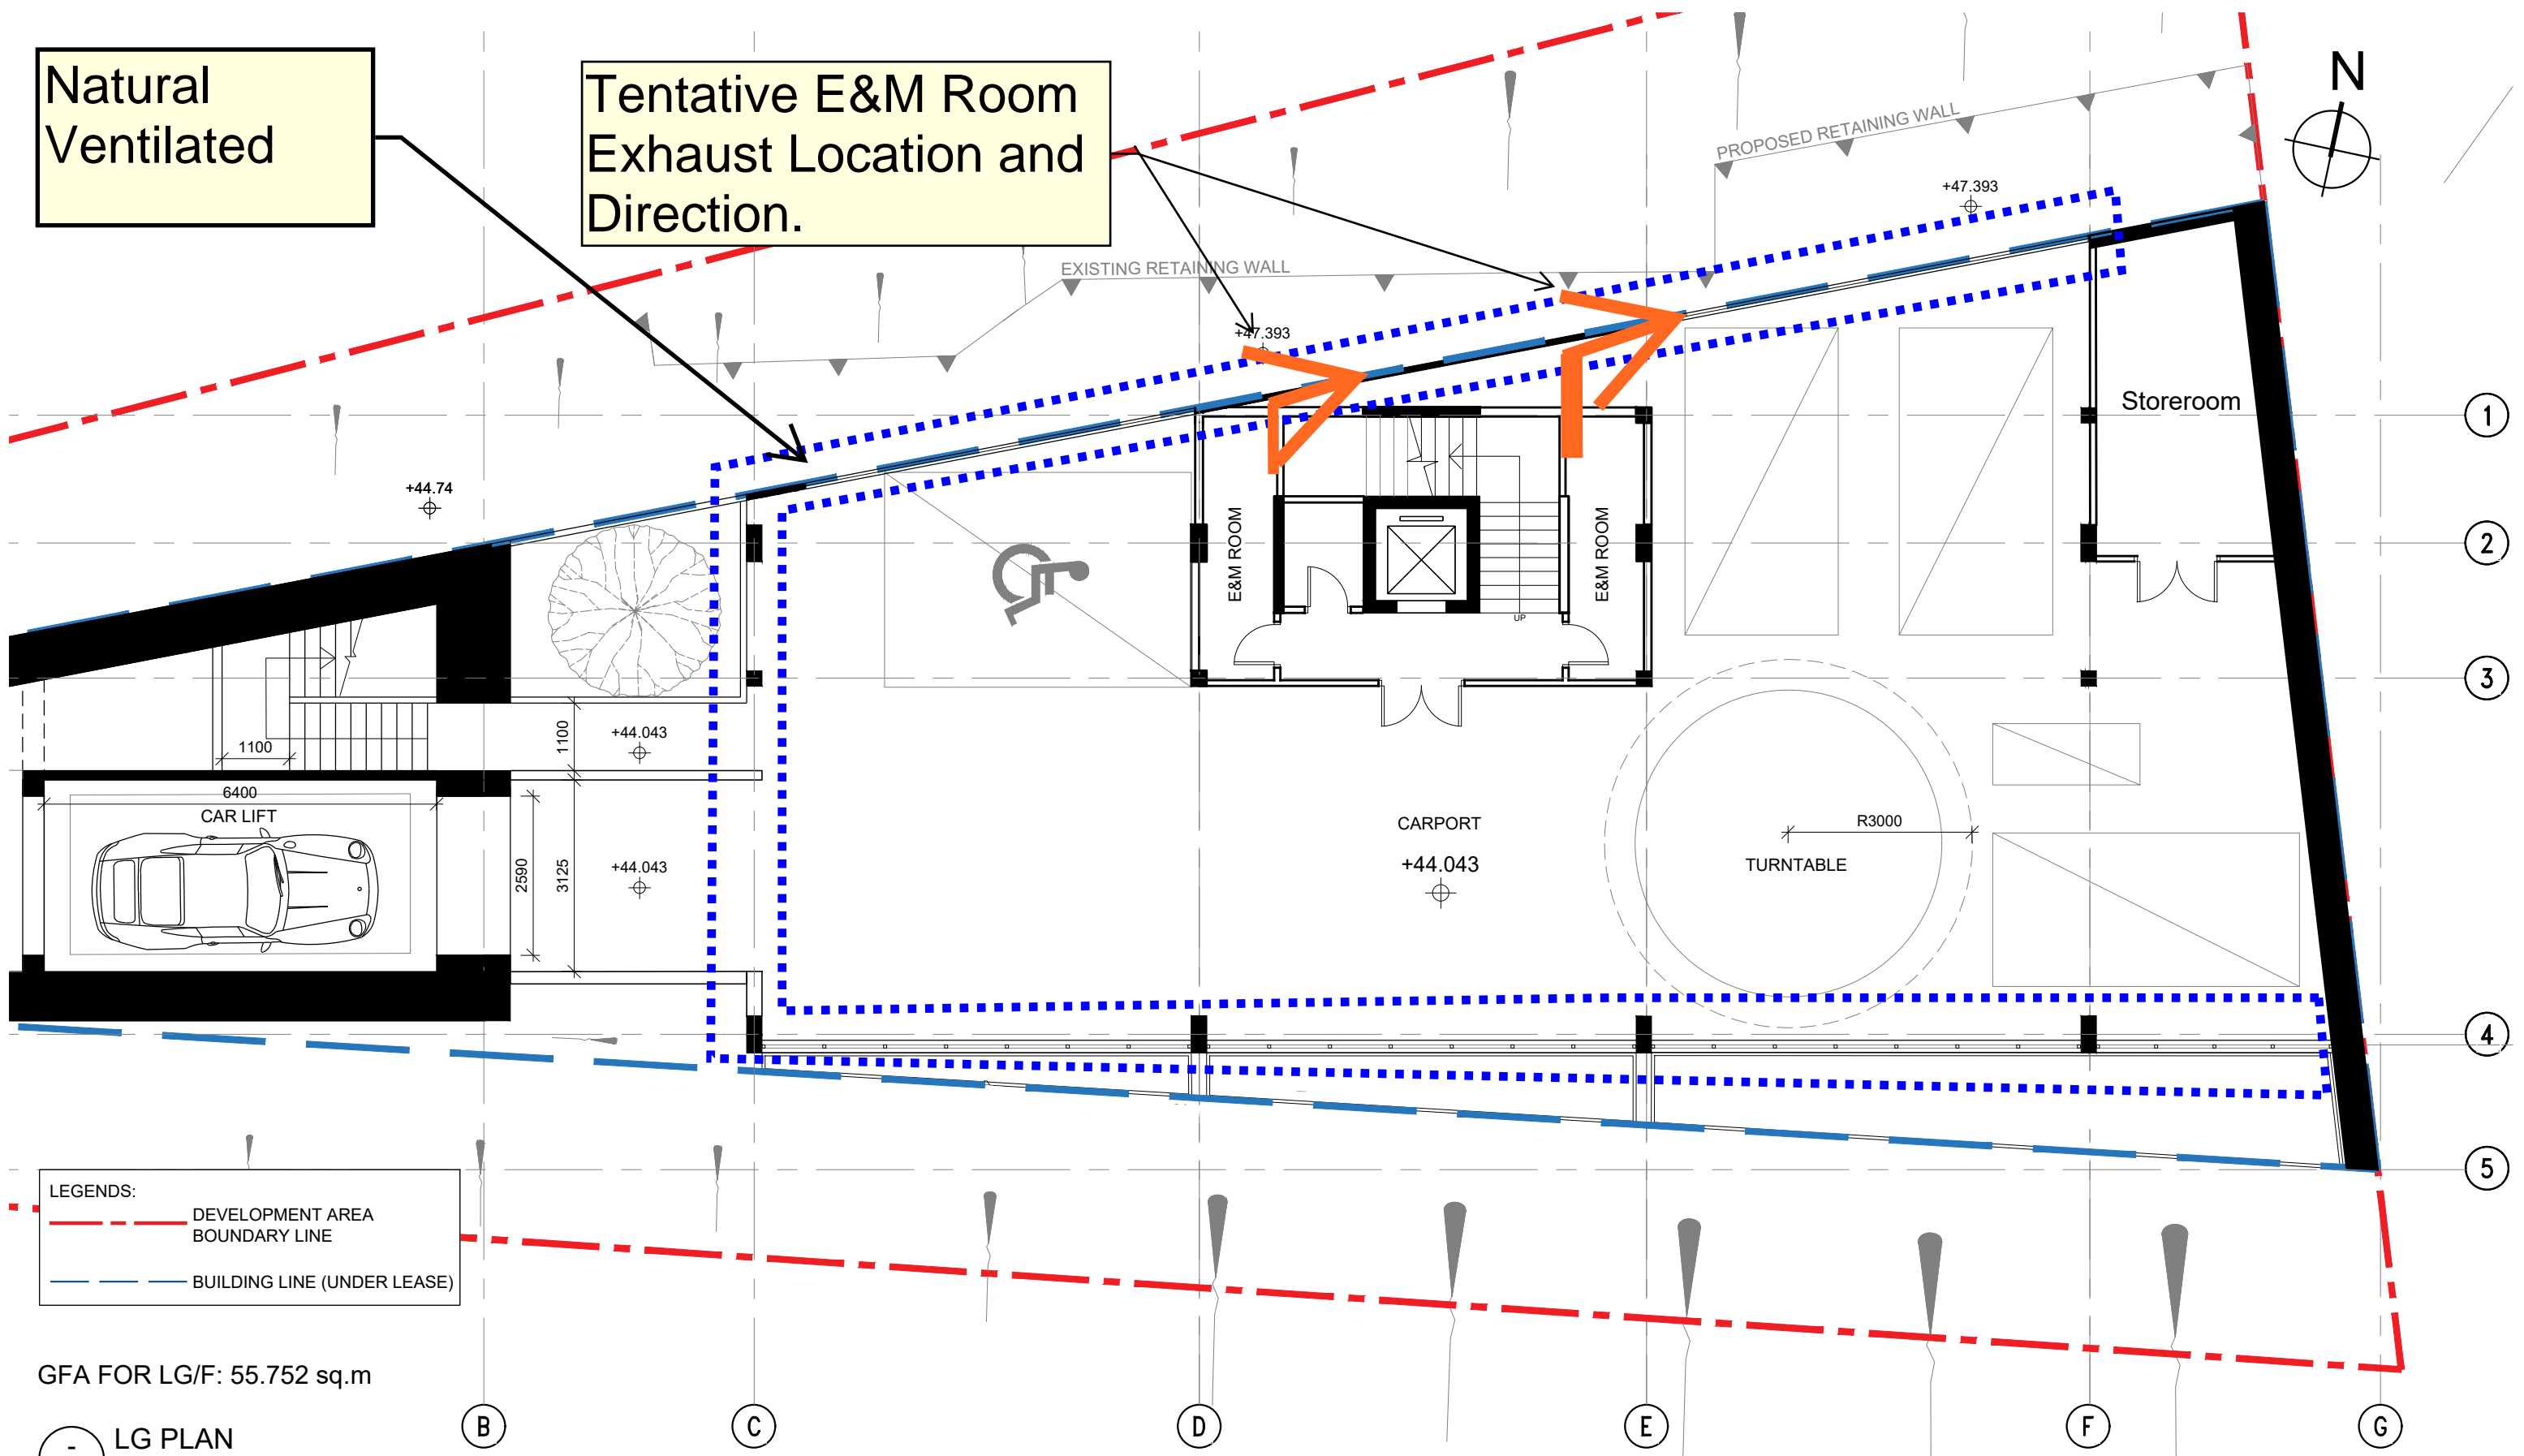 Natural
Ventilated
Tentative E&M Room
Exhaust Location and
Direction.
N
PROPOSED RETAINING WALL
+47.393
EXISTING RETAINING WALL
+47.393
Storeroom
1
+44.74
2
E&M ROOM
E&M ROOM
UP
3
1100
1100
+44.043
6400
CAR LIFT
2590
3125
+44.043
CARPORT
+44.043
R3000
TURNTABLE
4
5
LEGENDS:
DEVELOPMENT AREA
BOUNDARY LINE
BUILDING LINE (UNDER LEASE)
GFA FOR LG/F: 55.752 sq.m
B
C
D
E
F
G
-
LG PLAN